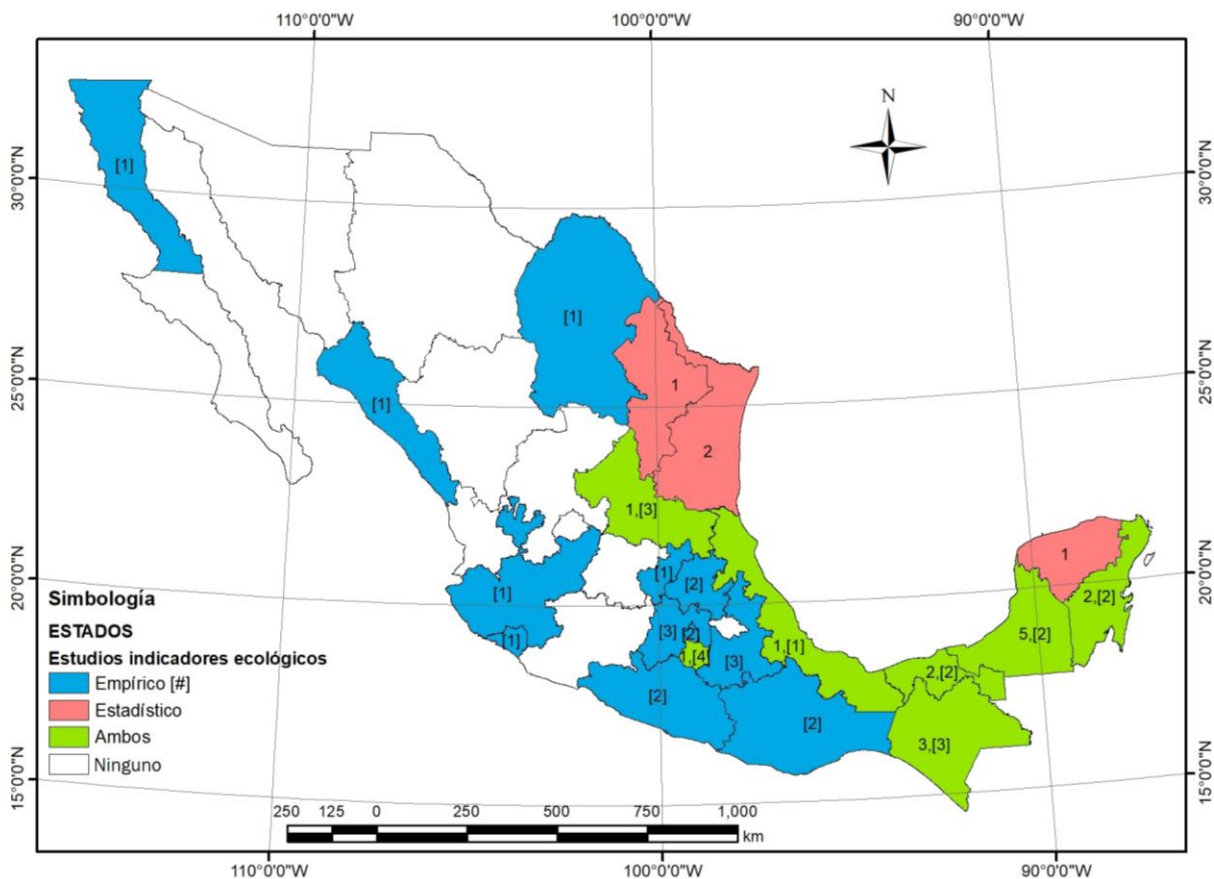 110°0'0"W 100°0'0"W 90°0'0"W
N
30°0'0"N 30°0'0"N
[1]
[1]
25°0'0"N 25°0'0"N
[1]
1
2
1,[3]
20°0'0"N 20°0'0"N
1
[1] [2]
[1]
2,[2]
[1]
[3] [2]
1,[4] 1,[1]
5,[2]
[3] 2,[2]
[2] [2]
3,[3]
15°0'0"N 15°0'0"N
Simbología
ESTADOS
Estudios indicadores ecológicos
Empírico [#]
Estadístico
Ambos
Ninguno
250 125 0 250 500 750 1,000
km
110°0'0"W 100°0'0"W 90°0'0"W